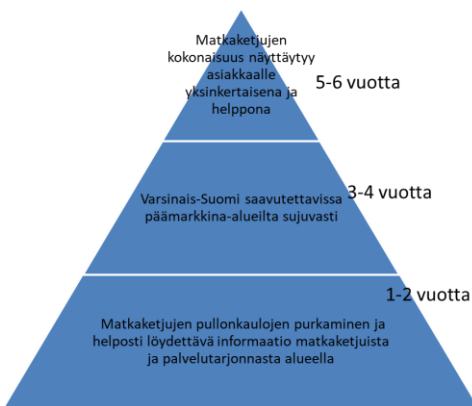 Matkaketjujen
kokonaisuus näyttäytyy
asiakkaalle
yksinkertaisena ja
helppona
5-6 vuotta
Varsinais-Suomi saavutettavissa
päämarkkina-alueilta sujuvasti
3-4 vuotta
1-2 vuotta
Matkaketjujen pullonkaulojen purkaminen ja
helposti löydettävä informaatio matkaketjuista
ja palvelutarjonnasta alueella